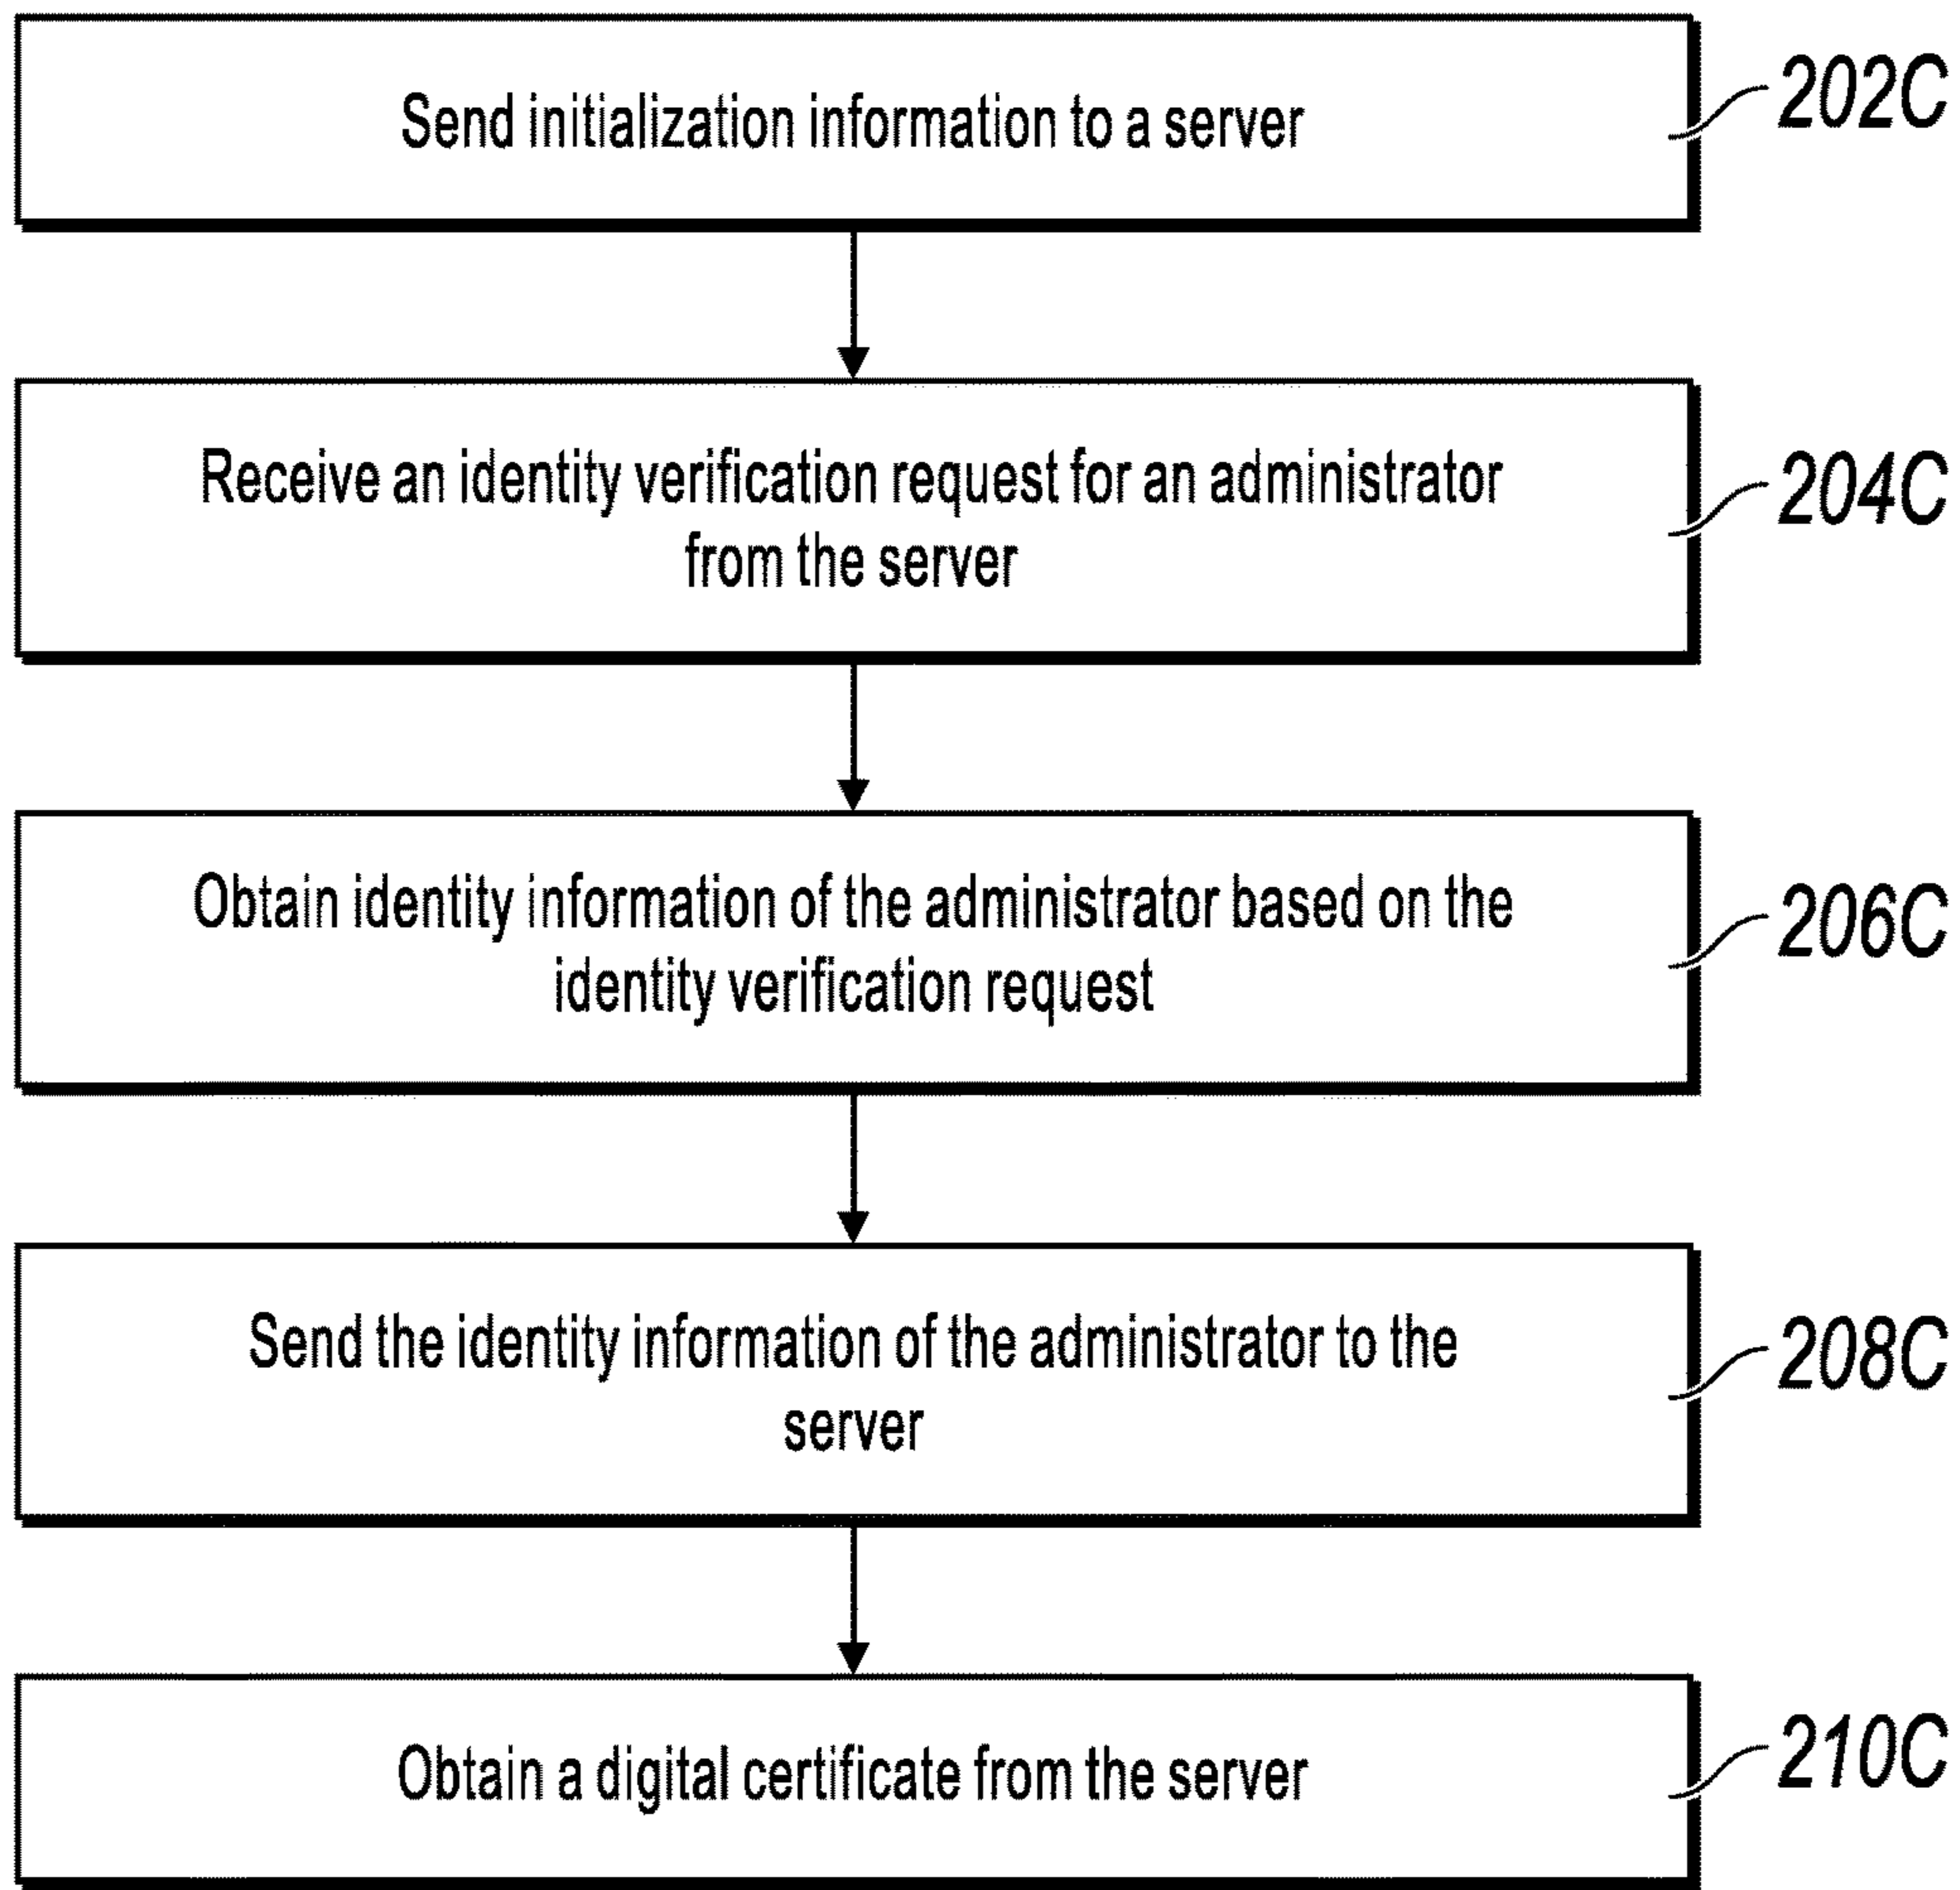 Send initialization information to a server
202C
Receive an identity verification request for an administrator
from the server
204C
Obtain identity information of the administrator based on the
identity verification request
206C
Send the identity information of the administrator to the
server
208C
Obtain a digital certificate from the server
210C